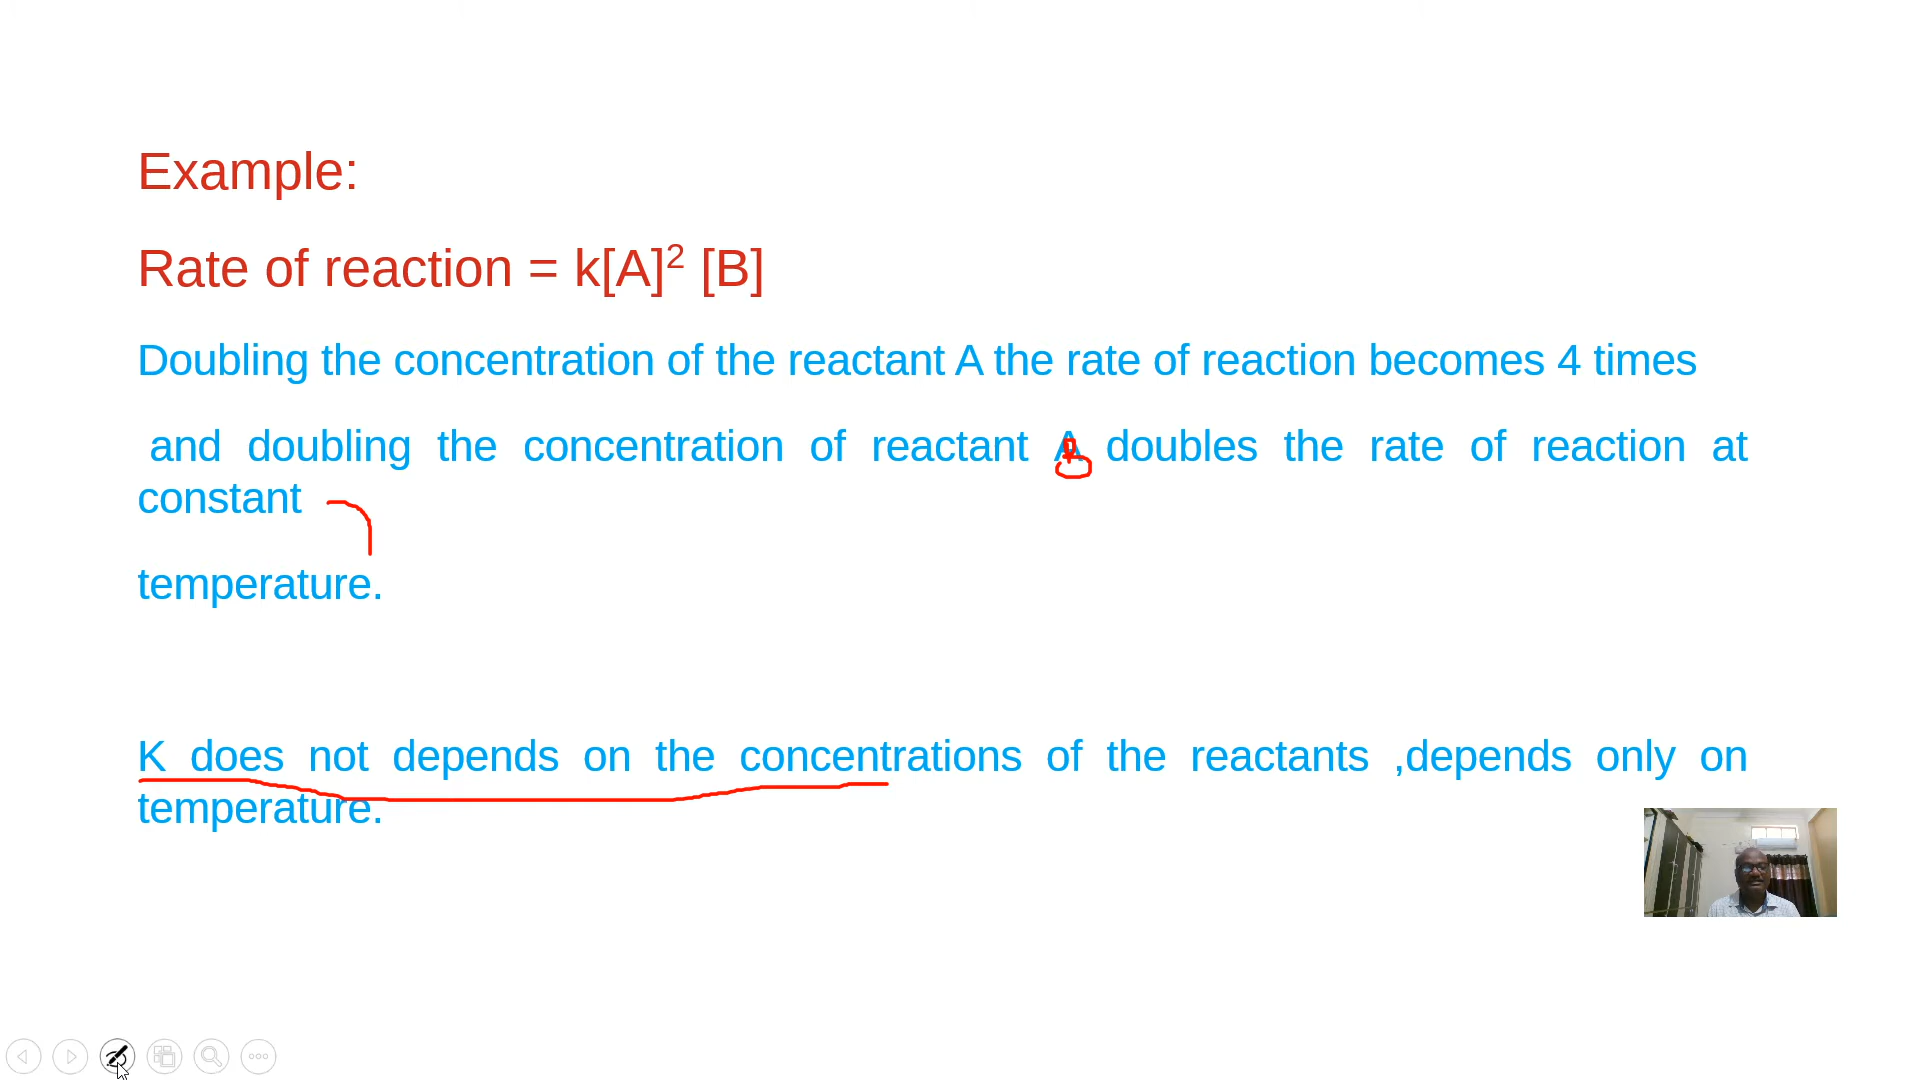 Example:
Rate of reaction = k[A]² [B]
Doubling the concentration of the reactant A the rate of reaction becomes 4 times
and doubling the concentration of reactant A doubles the rate of reaction at
constant
temperature.
K does not depends on the concentrations of the reactants ,depends only on
temperature.